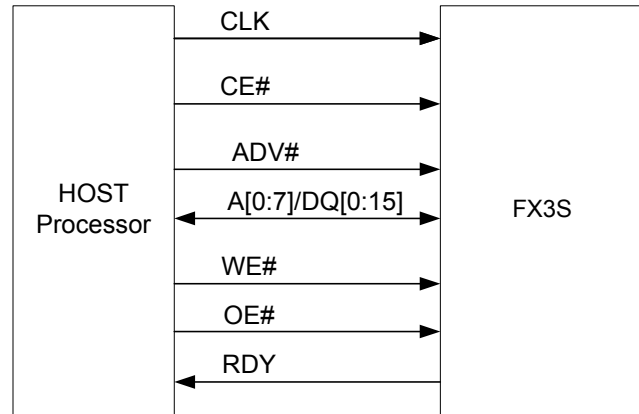 CLK
CE#
ADV#
HOST
Processor
A[0:7]/DQ[0:15]
FX3S
WE#
OE#
RDY